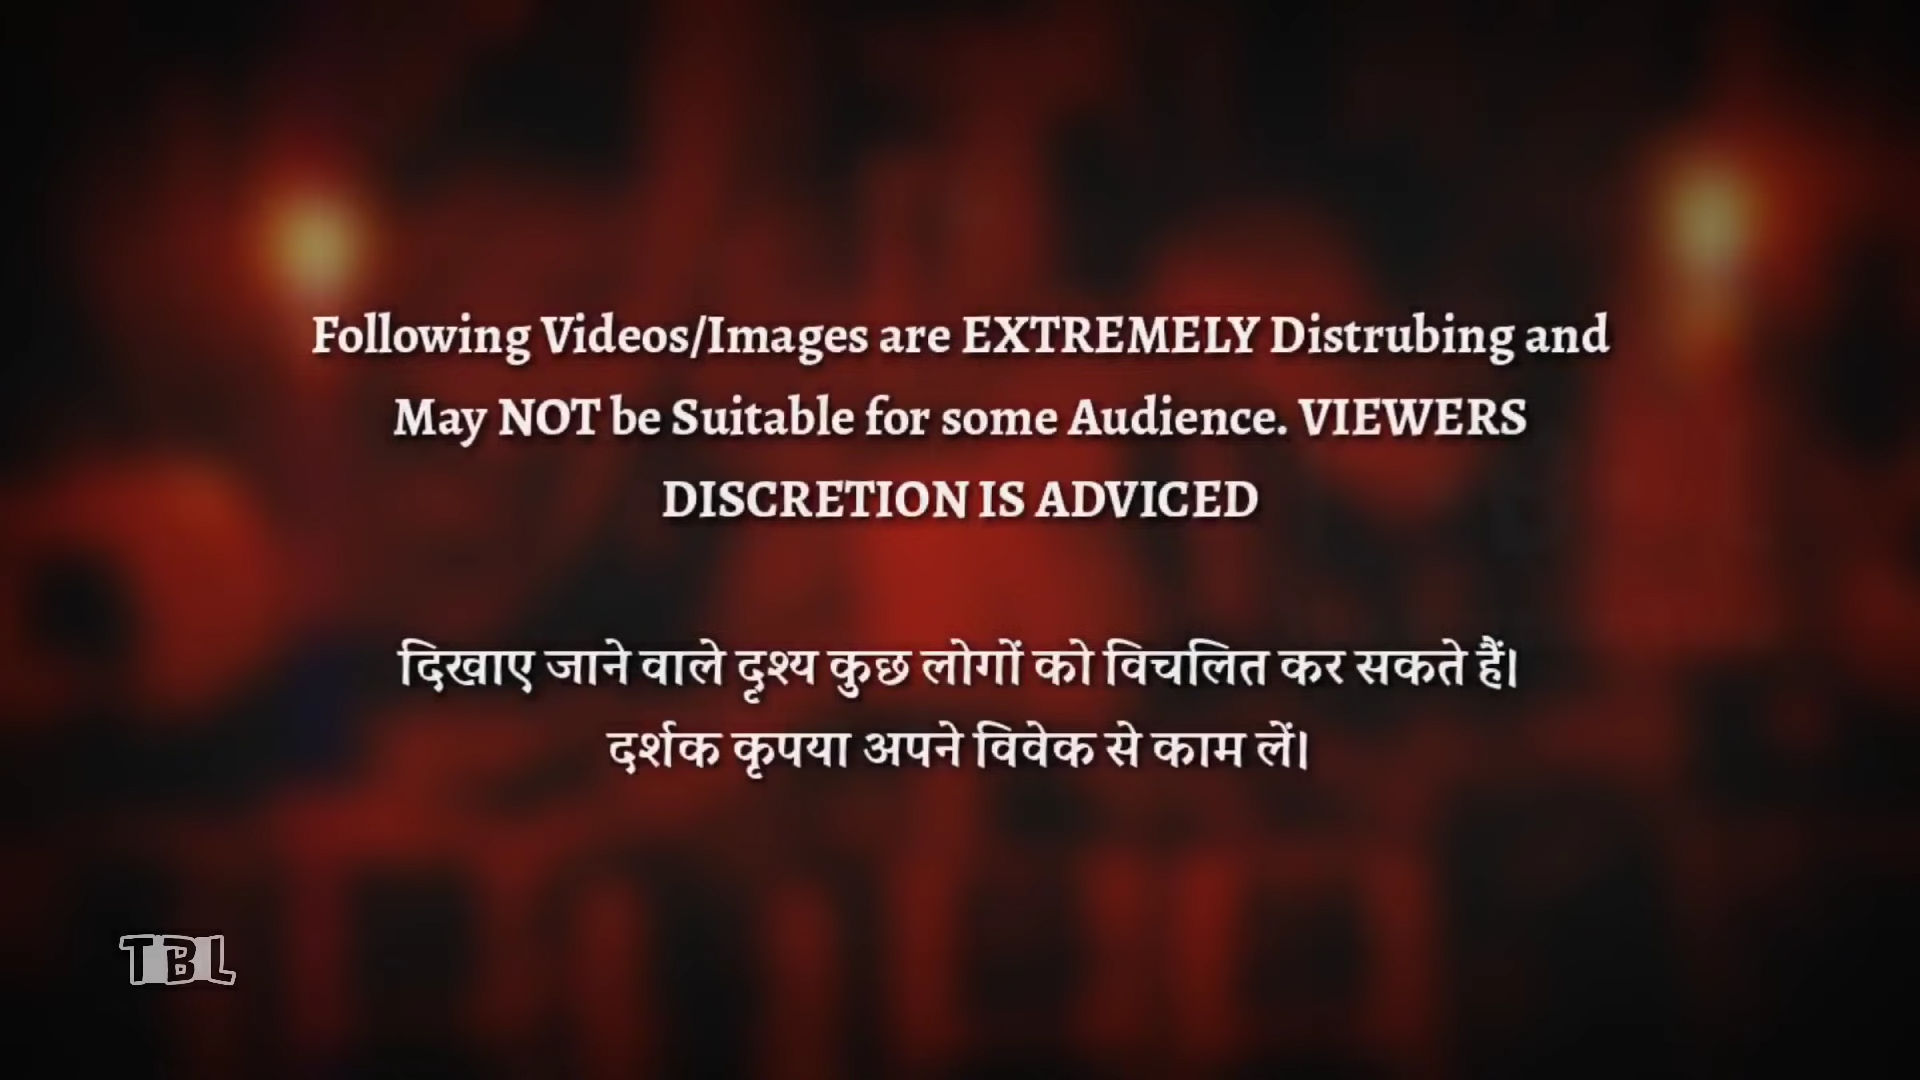 Following Videos/Images are EXTREMELY Distrubing and
May NOT be Suitable for some Audience. VIEWERS
DISCRETION IS ADVICED
दिखाए जाने वाले दृश्य कुछ लोगों को विचलित कर सकते हैं।
दर्शक कृपया अपने विवेक से काम लें।
TBL